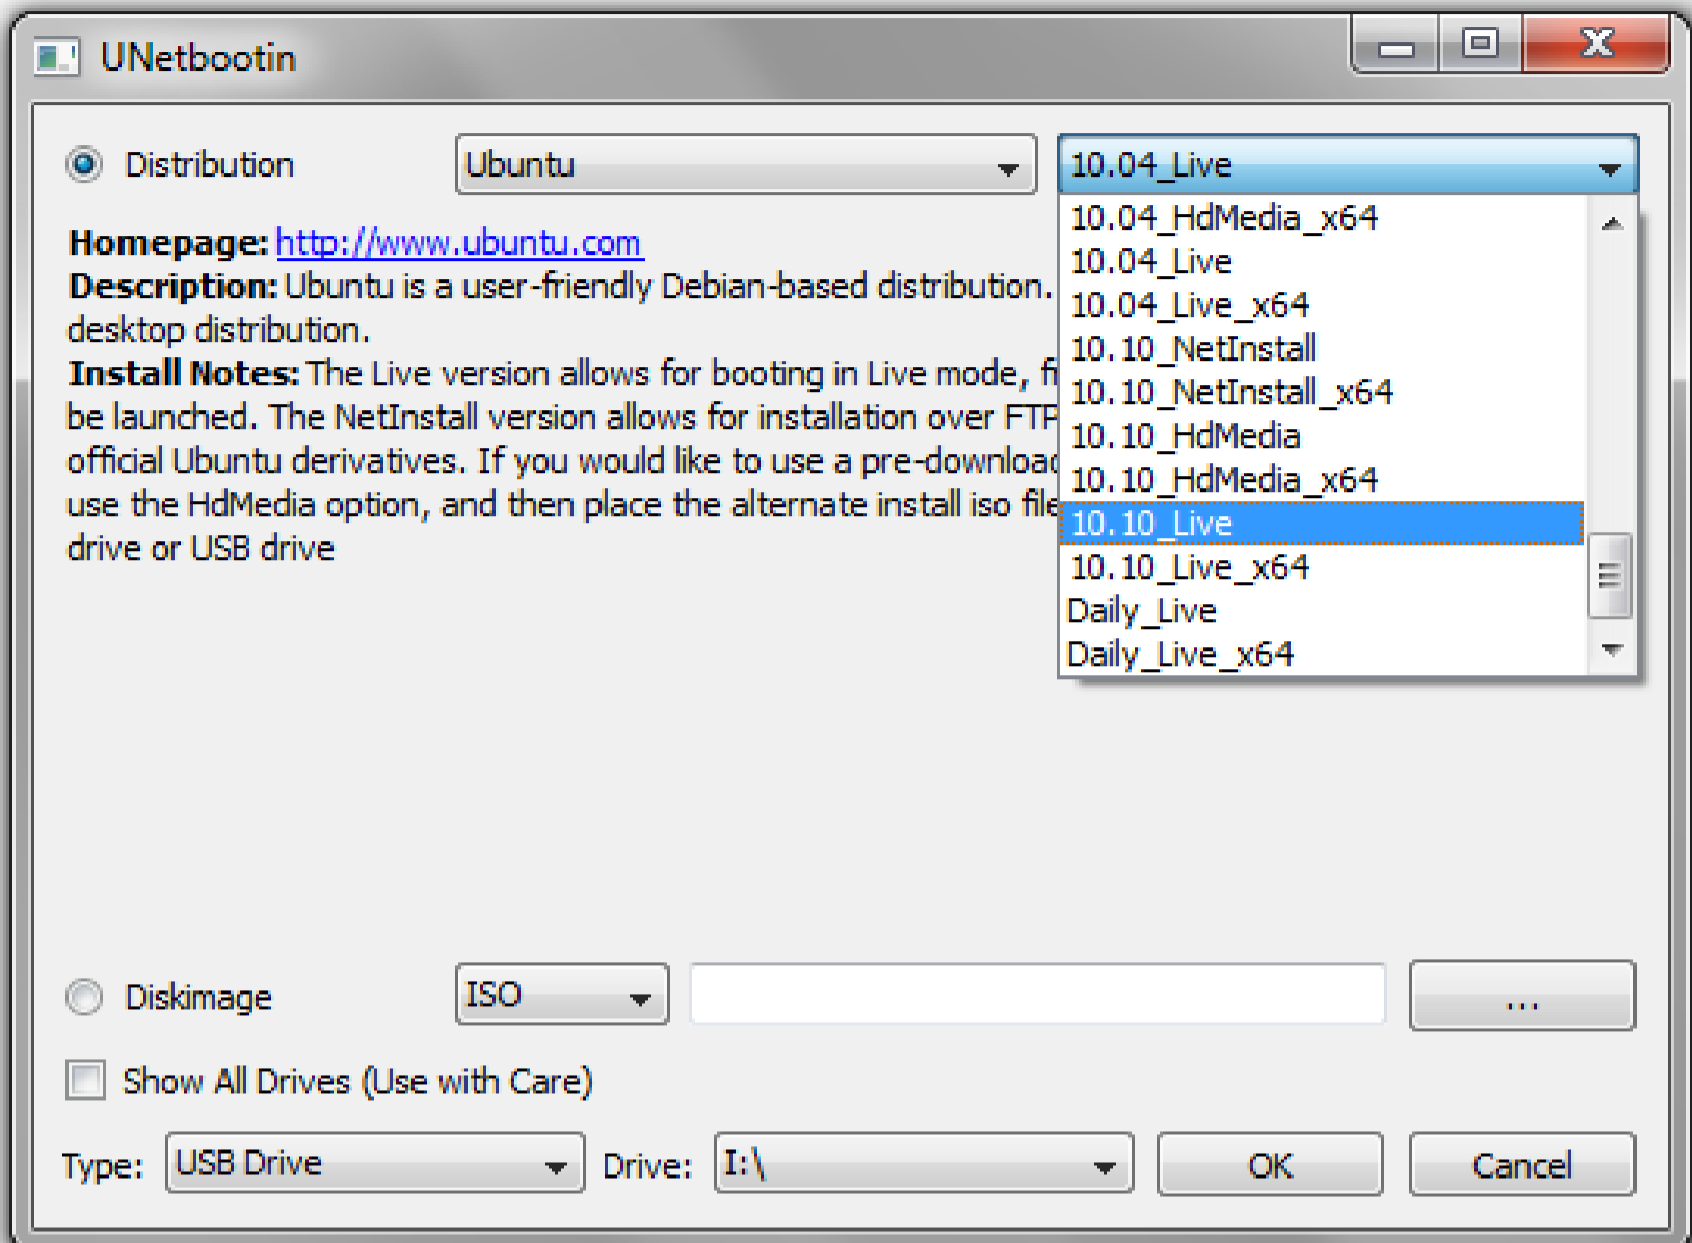 UNetbootin
Distribution
Ubuntu
10.04_Live
Homepage: http://www.ubuntu.com
Description: Ubuntu is a user-friendly Debian-based distribution.
desktop distribution.
Install Notes: The Live version allows for booting in Live mode,
be launched. The NetInstall version allows for installation over FTP
official Ubuntu derivatives. If you would like to use a
use the HdMedia option, and then place the alternate install iso file
drive or USB drive
10.04_HdMedia_x64
10.04_Live
10.04_Live_x64
10.10_NetInstall
10.10_NetInstall_x64
10.10_HdMedia
10.10_HdMedia_x64
10.10_Live
10.10_Live_x64
Daily_Live
Daily_Live_x64
Diskimage
ISO
...
Show All Drives (Use with Care)
Type:
USB Drive
Drive:
I:\
OK
Cancel